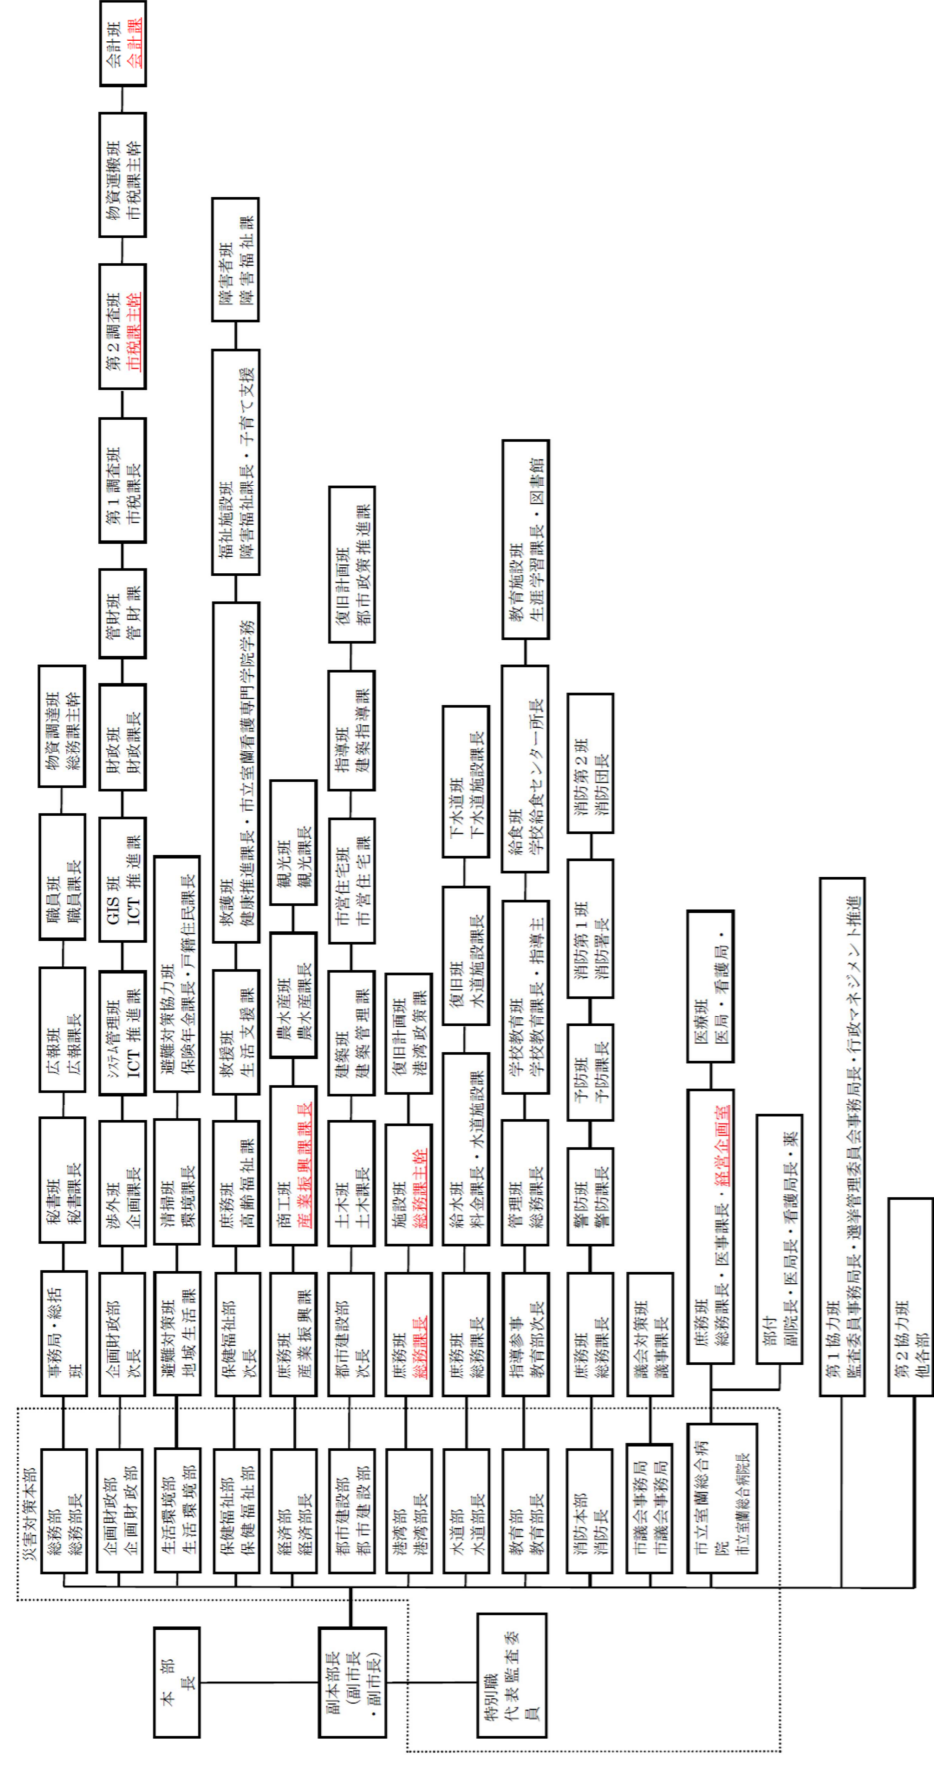 災害対策本部
本　部
長
副本部長
(副市長
・副市長)
特別職
代表監査委
員
総務部
総務部長
事務局・総括
班
秘書班
秘書課長
広報班
広報課長
職員班
職員課長
物資調達班
総務課主幹
企画財政部
企画財政部
企画財政部
次長
渉外班
企画課長
システム管理班
ICT 推進課
GIS 班
ICT 推進課
財政班
財政課長
管財班
管財課
第1調査班
市税課長
第2調査班
市税課主幹
物資運搬班
市税課主幹
会計班
会計課
生活環境部
生活環境部
避難対策班
地域生活課
清掃班
環境課長
避難対策協力班
保険年金課長・戸籍住民課長
保健福祉部
保健福祉部
保健福祉部
次長
庶務班
高齢福祉課
救援班
生活支援課
救護班
健康推進課長・市立室蘭看護専門学院学務
福祉施設班
障害福祉課長・子育て支援
障害者班
障害福祉課
経済部
経済部長
庶務班
産業振興課
商工班
産業振興課課長
農水産班
農水産課長
観光班
観光課長
都市建設部
都市建設部
都市建設部
次長
土木班
土木課長
建築班
建築管理課
市営住宅班
市営住宅課
指導班
建築指導課
復旧計画班
都市政策推進課
港湾部
港湾部長
庶務班
総務課長
施設班
総務課主幹
復旧計画班
港湾政策課
水道部
水道部長
庶務班
総務課長
給水班
料金課長・水道施設課
復旧班
水道施設課長
下水道班
下水道施設課長
教育部
教育部長
指導参事
教育部次長
管理班
総務課長
学校教育班
学校教育課長・指導主
給食班
学校給食センター所長
教育施設班
生涯学習課長・図書館
消防本部
消防長
庶務班
総務課長
警防班
警防課長
予防班
予防課長
消防第1班
消防署長
消防第2班
消防団長
市議会事務局
市議会事務局
議会対策班
議事課長
市立室蘭総合病
院
市立室蘭総合病院長
庶務班
総務課長・医事課長・経営企画室
医療班
医局・看護局・
部付
副院長・医局長・看護局長・薬
第1協力班
監査委員事務局長・選挙管理委員会事務局長・行政マネジメント推進
第2協力班
他各部